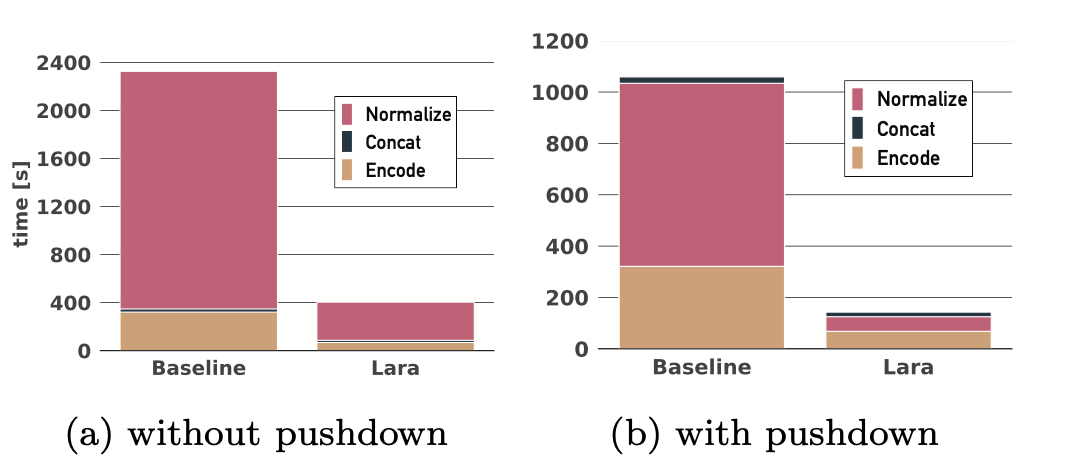 2400
2000
1600
1200
800
400
0
time [s]
Normalize
Concat
Encode
Baseline
Lara
(a) without pushdown
1200
1000
800
600
400
200
0
Normalize
Concat
Encode
Baseline
Lara
(b) with pushdown